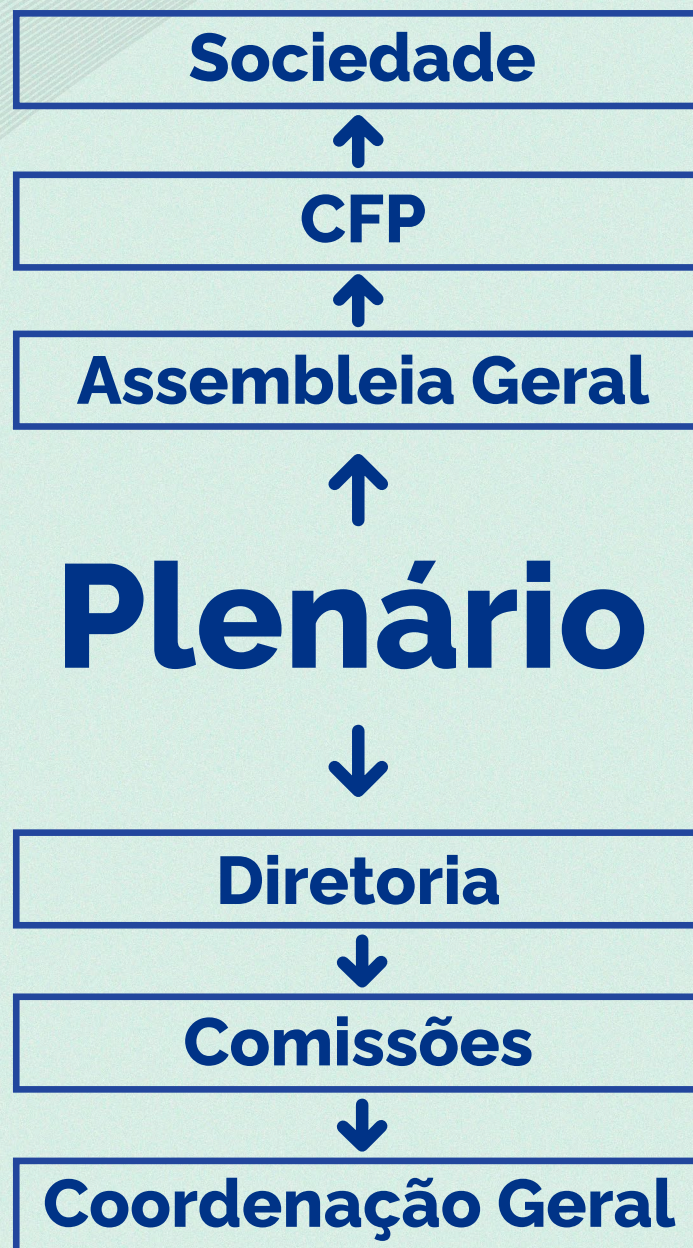 Sociedade
CFP
Assembleia Geral
Plenário
Diretoria
Comissões
Coordenação Geral